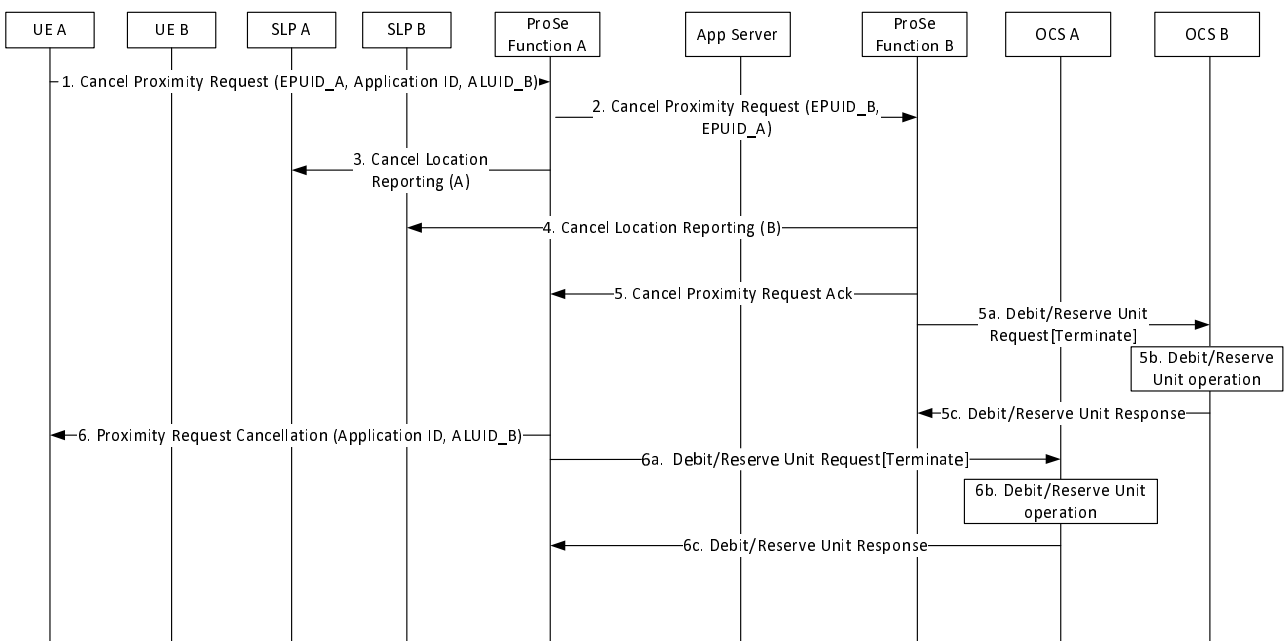 UE A
UE B
SLP A
SLP B
ProSe
Function A
App Server
ProSe
Function B
OCS A
OCS B
1. Cancel Proximity Request (EPUID_A, Application ID, ALUID_B)
2. Cancel Proximity Request (EPUID_B,
EPUID_A)
3. Cancel Location
Reporting (A)
4. Cancel Location Reporting (B)
5. Cancel Proximity Request Ack
5a. Debit/Reserve Unit
Request[Terminate]
5b. Debit/Reserve
Unit operation
5c. Debit/Reserve Unit Response
6. Proximity Request Cancellation (Application ID, ALUID_B)
6a. Debit/Reserve Unit Request[Terminate]
6b. Debit/Reserve Unit
operation
6c. Debit/Reserve Unit Response